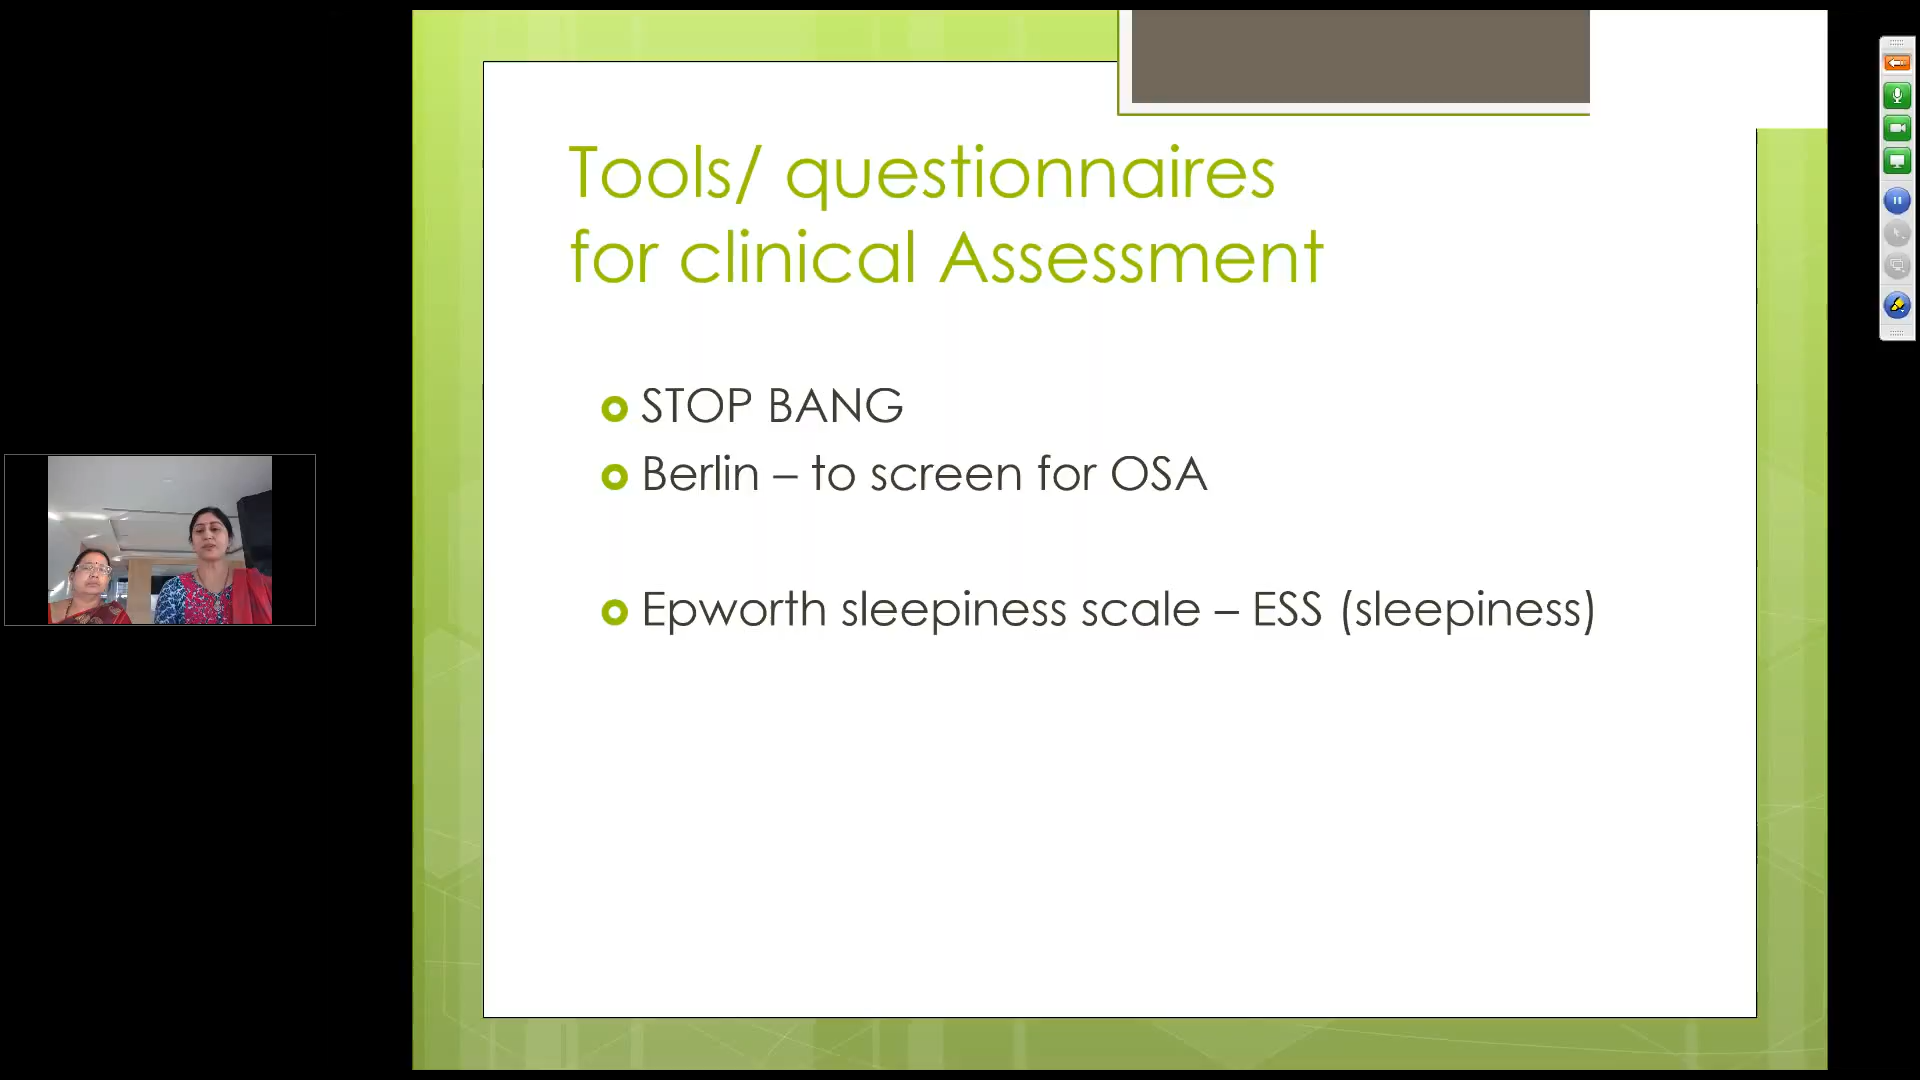 Tools/ questionnaires
for clinical Assessment
STOP BANG
Berlin – to screen for OSA
Epworth sleepiness scale – ESS (sleepiness)